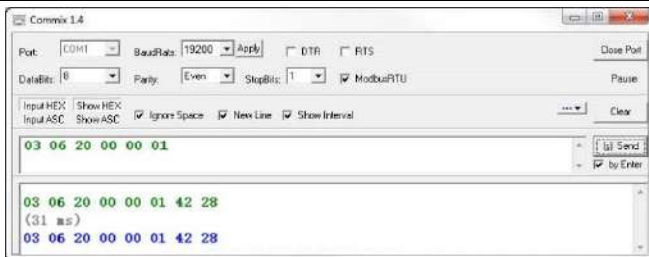 Commix 1.4
Port: COM1 BaudRate: 19200 Apply DTR RTS Close Port
DataBits: 8 Parity: Even StopBits: 1 ModbusRTU Pause
Input HEX Show HEX
Input ASC Show ASC Ignore Space New Line Show Interval Clear
03 06 20 00 00 01 Send
by Enter
03 06 20 00 00 01 42 28
(31 ms)
03 06 20 00 00 01 42 28